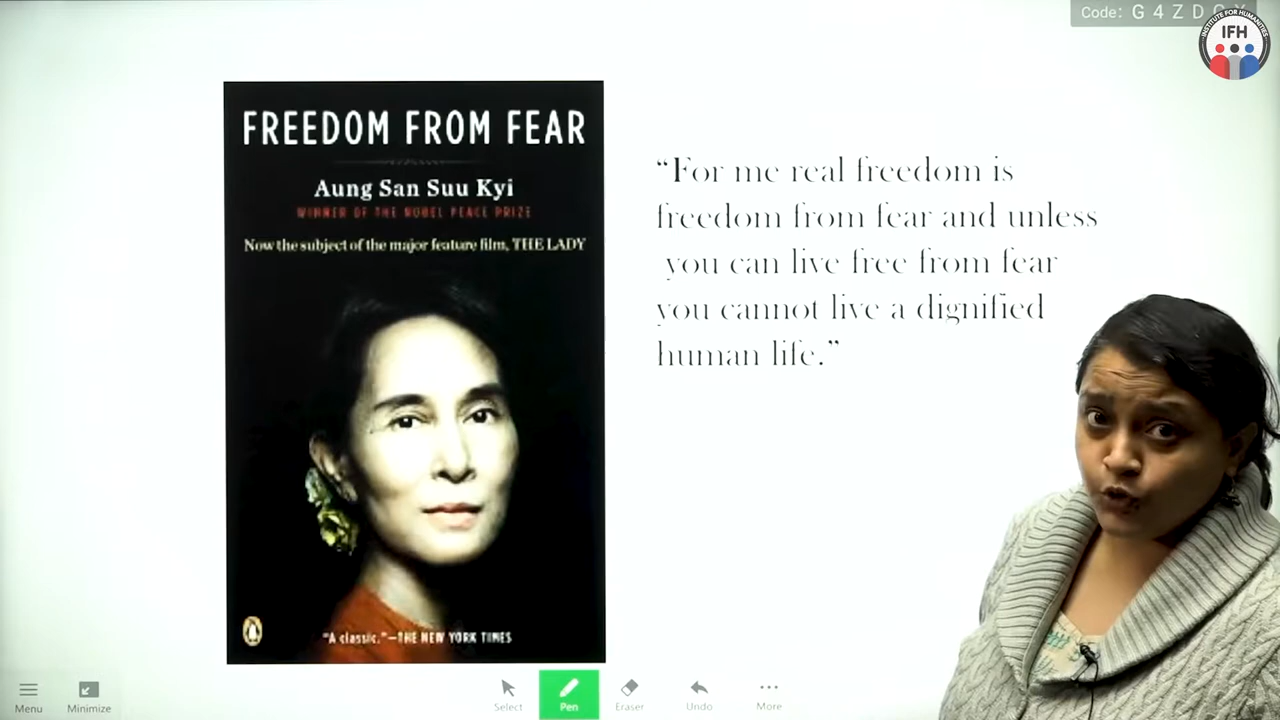 Code: G 4 Z D
INSTITUTE FOR HUMANITIES
IFH
FREEDOM FROM FEAR
Aung San Suu Kyi
WINNER OF THE NOBEL PEACE PRIZE
Now the subject of the major feature film, THE LADY
"A classic."—THE NEW YORK TIMES
“For me real freedom is
freedom from fear and unless
you can live free from fear
you cannot live a dignified
human life.”
Menu
Minimize
Select
Pen
Eraser
Undo
More